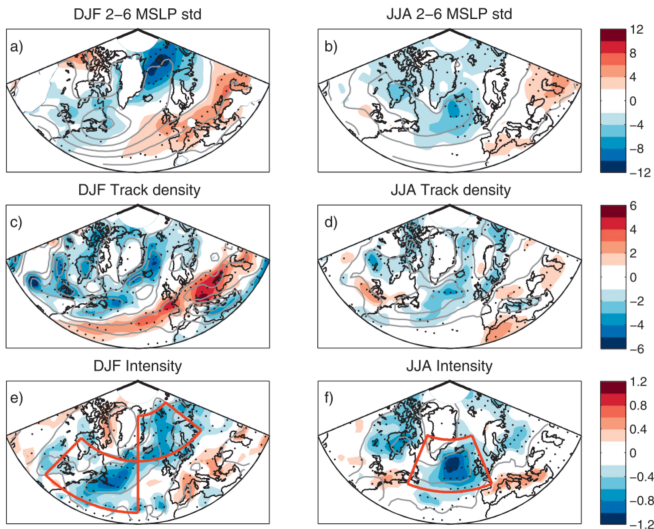 DJF 2–6 MSLP std
JJA 2–6 MSLP std
a)
b)
12
8
4
0
−4
−8
−12
DJF Track density
JJA Track density
c)
d)
6
4
2
0
−2
−4
−6
DJF Intensity
JJA Intensity
e)
f)
1.2
0.8
0.4
0
−0.4
−0.8
−1.2